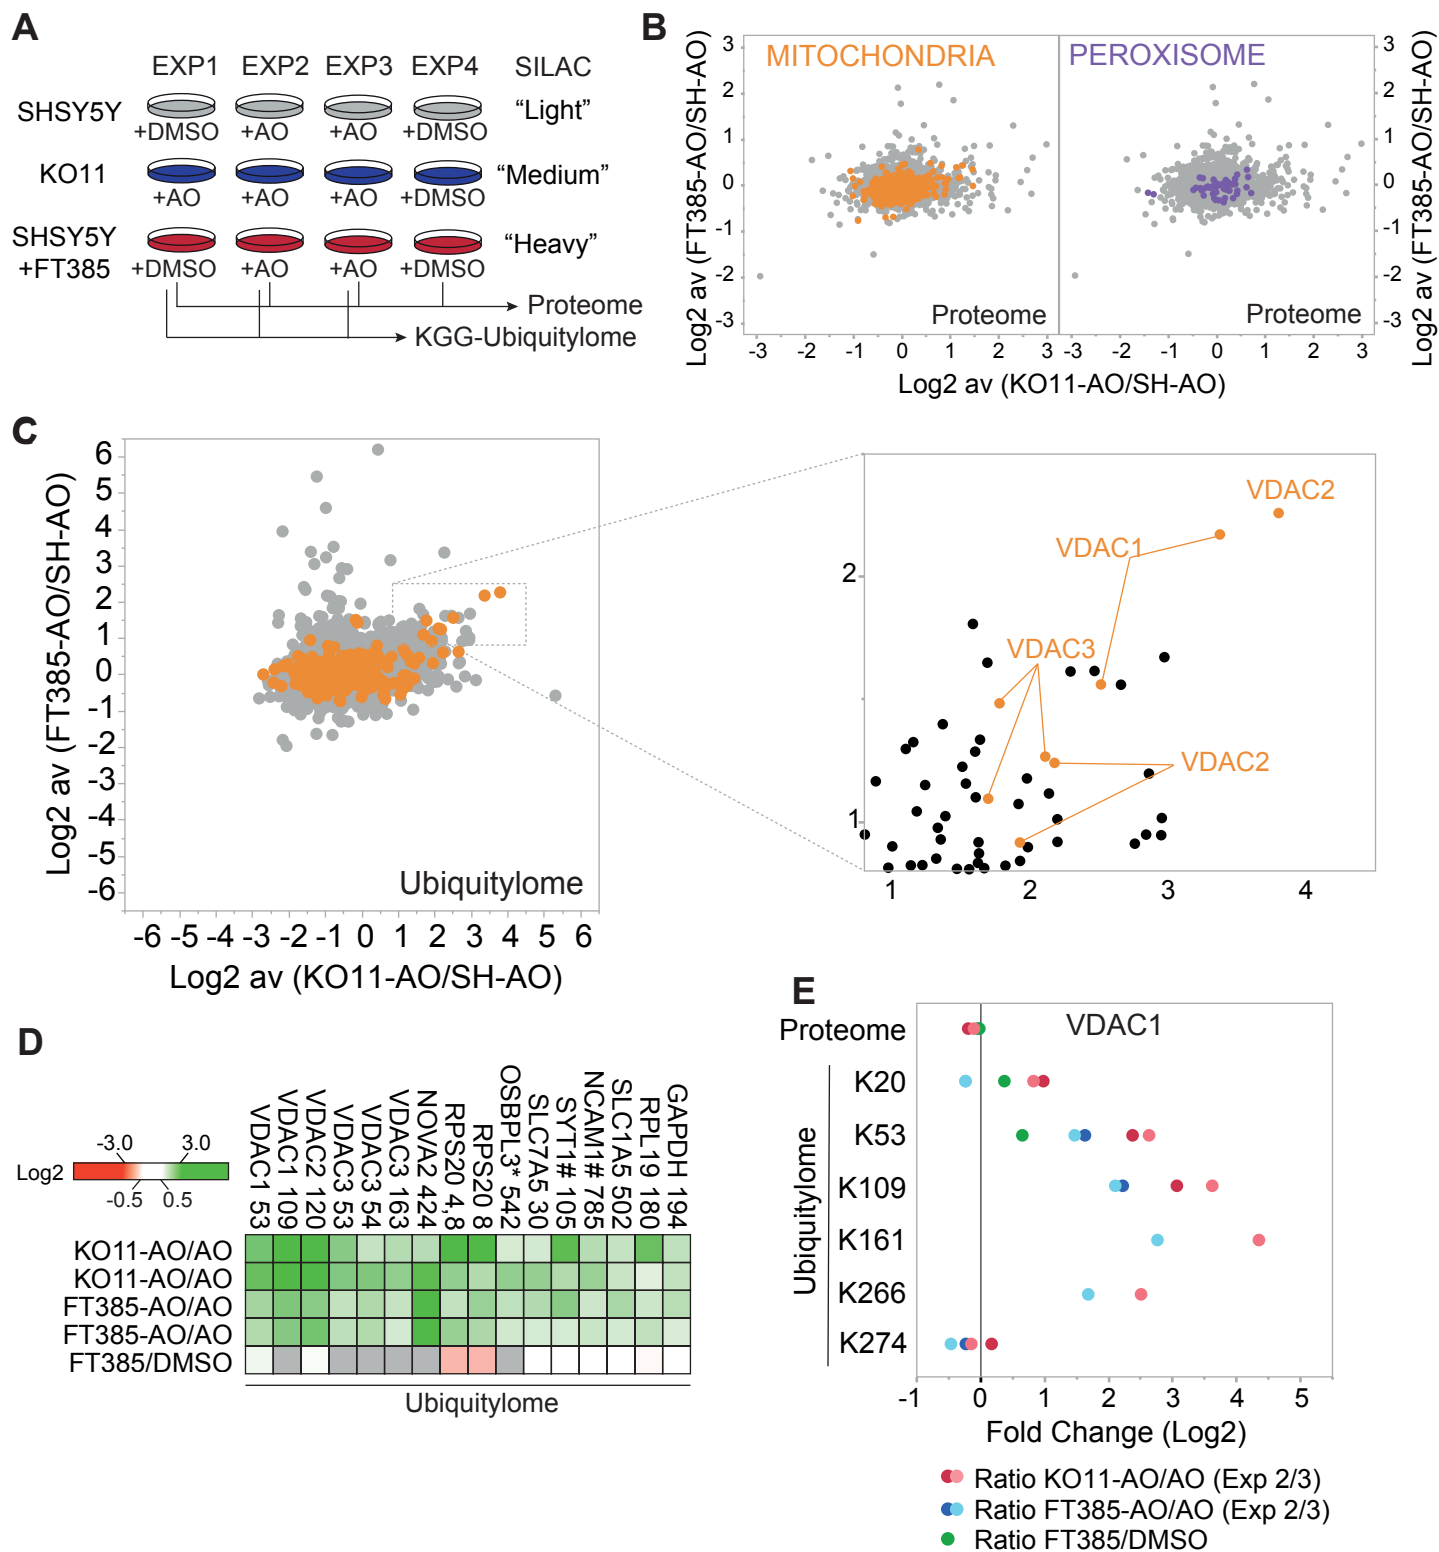 A
EXP1 EXP2 EXP3 EXP4 SILAC
SHSY5Y "Light"
+DMSO +AO +AO +DMSO
KO11 "Medium"
+AO +AO +AO +DMSO
SHSY5Y
+FT385
"Heavy"
+DMSO +AO +AO +DMSO
Proteome
KGG-Ubiquitylome
B
MITOCHONDRIA
PEROXISOME
Log2 av (FT385-AO/SH-AO)
3
2
1
0
-1
-2
-3
Proteome
Proteome
3
2
1
0
-1
-2
-3
Log2 av (FT385-AO/SH-AO)
-3 -2 -1 0 1 2 3
-3 -2 -1 0 1 2 3
Log2 av (KO11-AO/SH-AO)
C
Log2 av (FT385-AO/SH-AO)
6
5
4
3
2
1
0
-1
-2
-3
-4
-5
-6
Ubiquitylome
-6 -5 -4 -3 -2 -1 0 1 2 3 4 5 6
Log2 av (KO11-AO/SH-AO)
VDAC2
VDAC1
VDAC3
VDAC2
2
1
1 2 3 4
D
-3.0 3.0
Log2
-0.5 0.5
VDAC1 53
VDAC1 109
VDAC2 120
VDAC3 53
VDAC3 54
VDAC3 163
NOVA2 424
RPS20 4,8
RPS20 8
OSBPL3* 542
SLC7A5 30
SYT1# 105
NCAM1# 785
SLC1A5 502
RPL19 180
GAPDH 194
KO11-AO/AO
KO11-AO/AO
FT385-AO/AO
FT385-AO/AO
FT385/DMSO
Ubiquitylome
E
VDAC1
Proteome
Ubiquitylome
K20
K53
K109
K161
K266
K274
-1 0 1 2 3 4 5
Fold Change (Log2)
Ratio KO11-AO/AO (Exp 2/3)
Ratio FT385-AO/AO (Exp 2/3)
Ratio FT385/DMSO